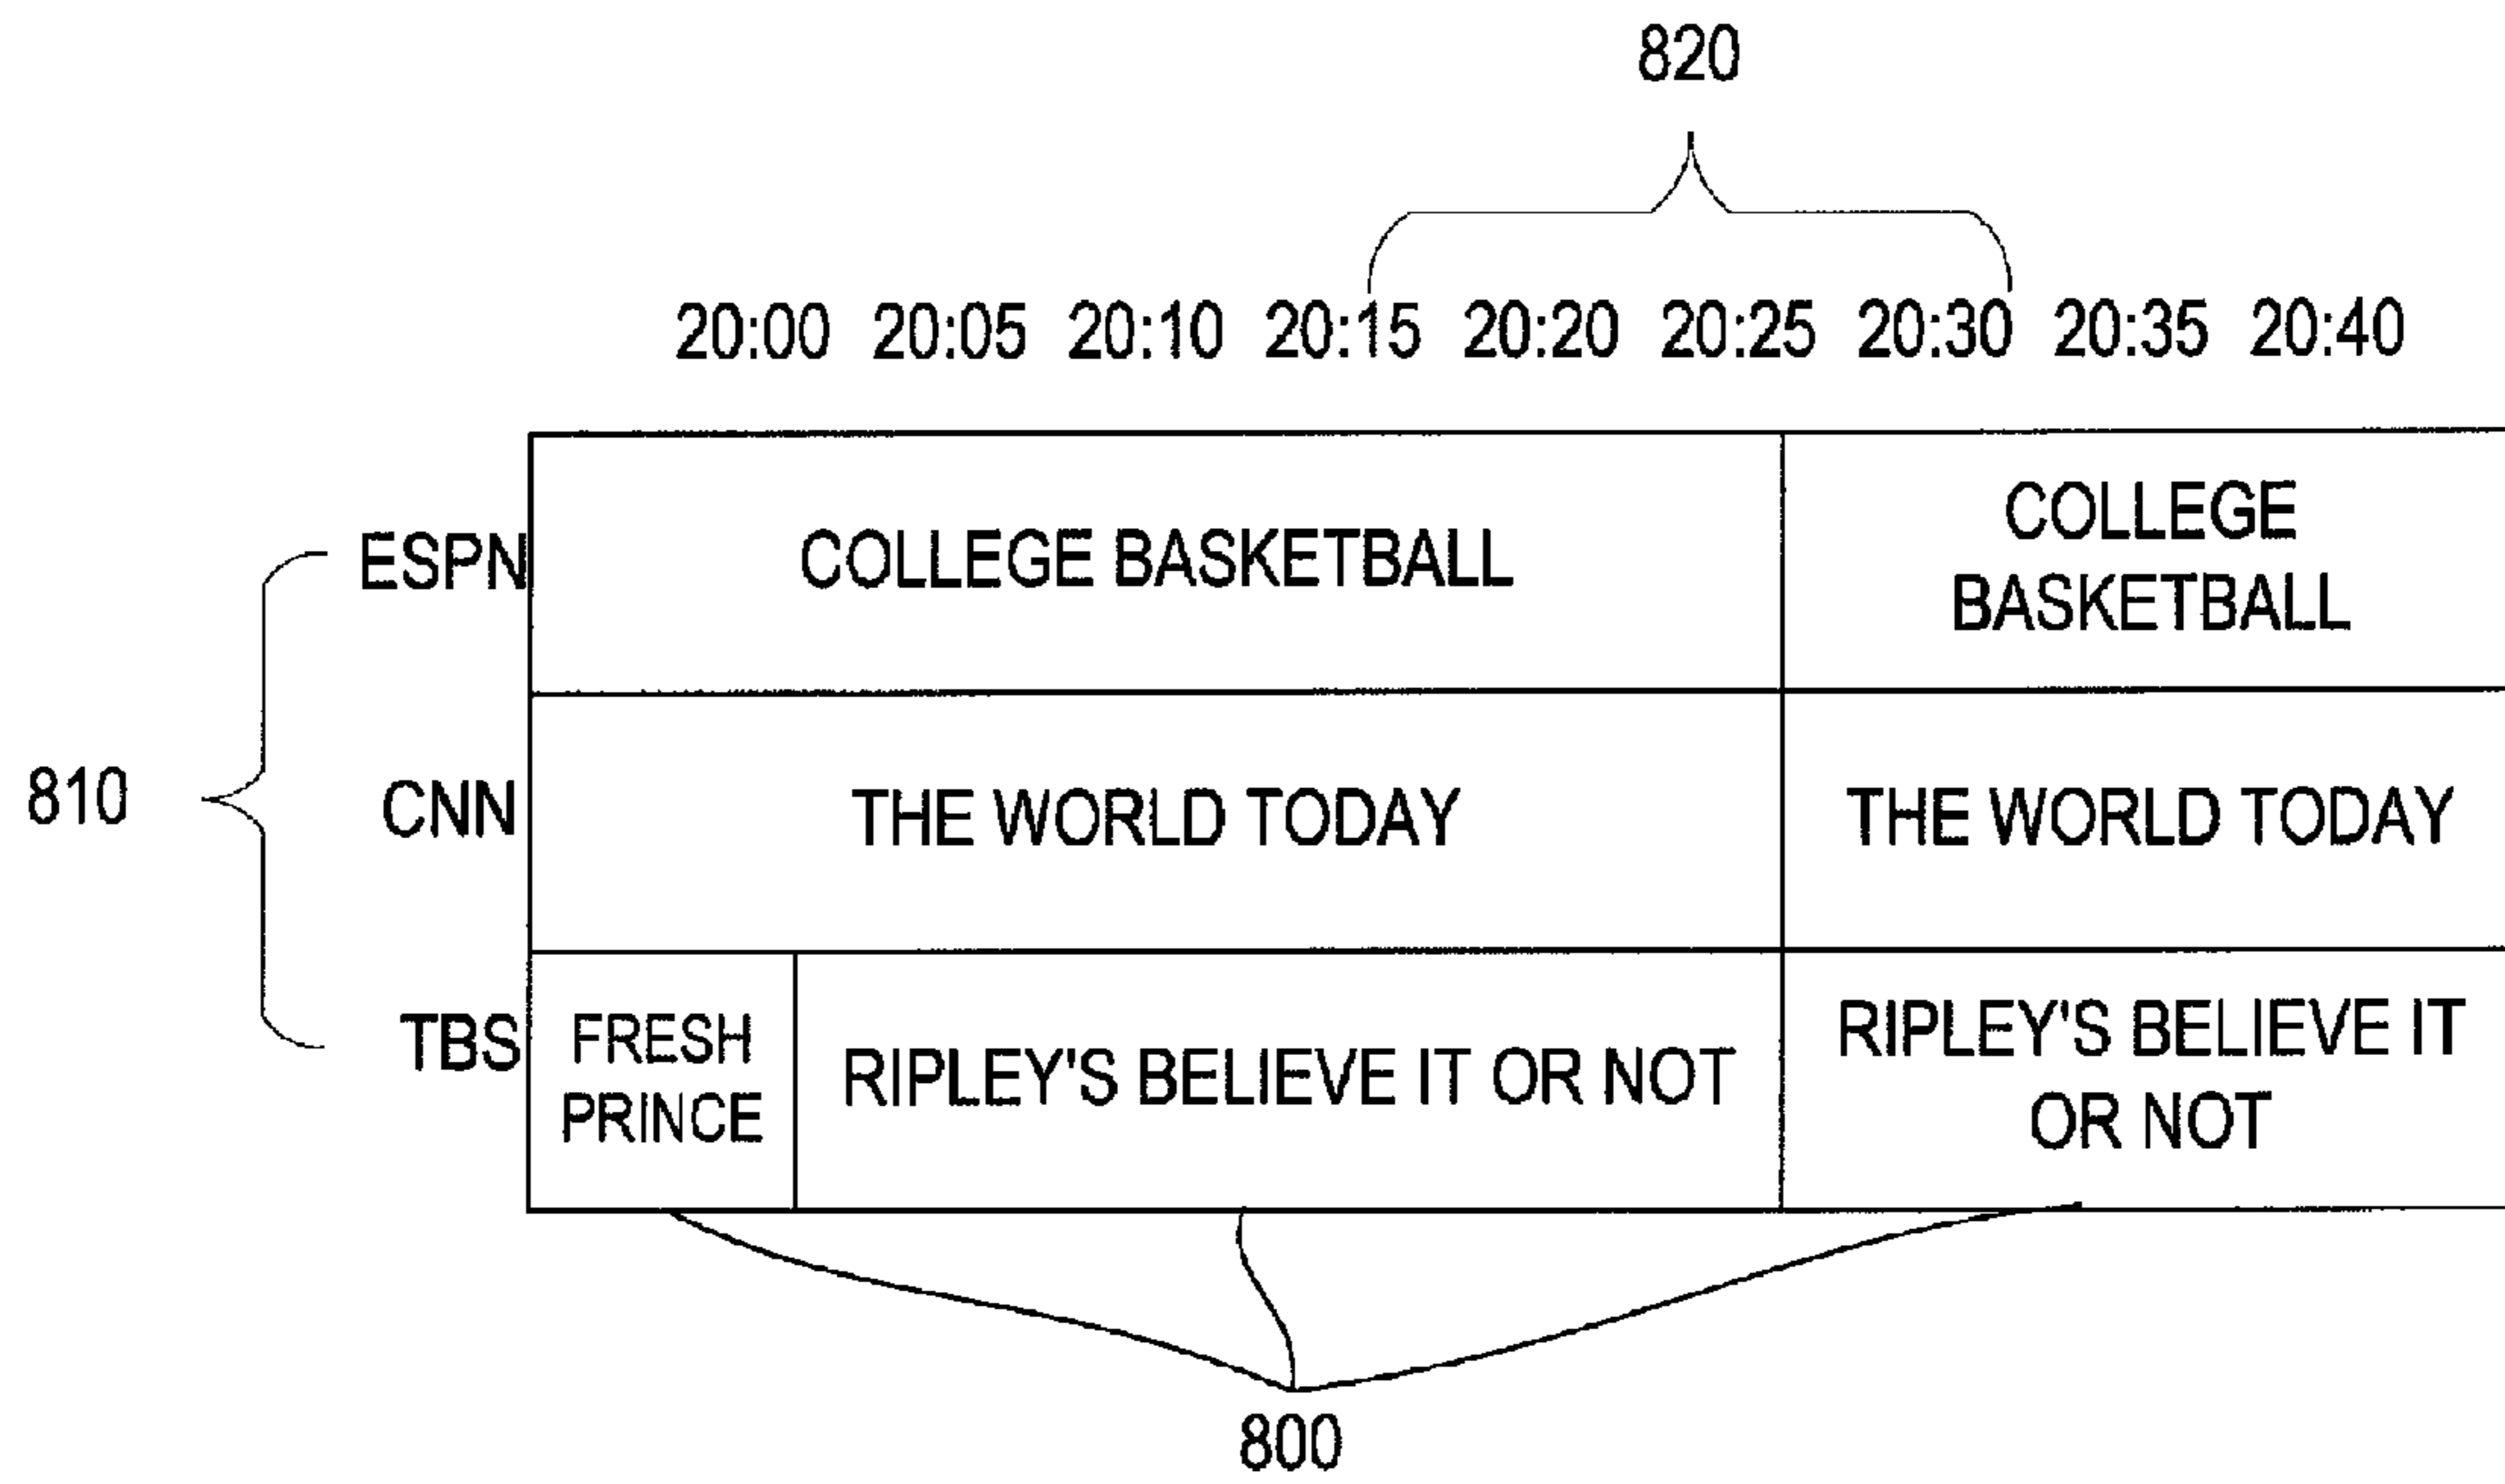 820
20:00 20:05 20:10 20:15 20:20 20:25 20:30 20:35 20:40
ESPN
COLLEGE BASKETBALL
COLLEGE
BASKETBALL
810
CNN
THE WORLD TODAY
THE WORLD TODAY
TBS
FRESH
PRINCE
RIPLEY'S BELIEVE IT OR NOT
RIPLEY'S BELIEVE IT
OR NOT
800